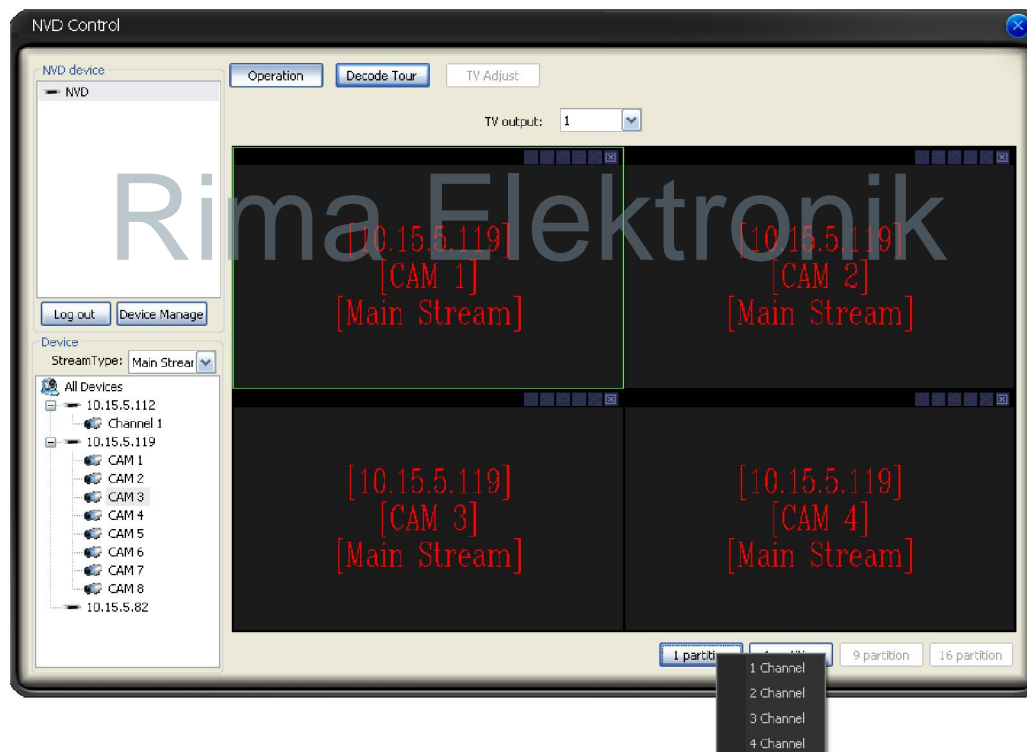 NVD Control
NVD device
NVD
Log out
Device Manage
Device
StreamType: Main Strear
All Devices
10.15.5.112
Channel 1
10.15.5.119
CAM 1
CAM 2
CAM 3
CAM 4
CAM 5
CAM 6
CAM 7
CAM 8
10.15.5.82
Operation
Decode Tour
TV Adjust
TV output: 1
Rima Elektronik
[10.15.5.119]
[CAM 1]
[Main Stream]
[10.15.5.119]
[CAM 2]
[Main Stream]
[10.15.5.119]
[CAM 3]
[Main Stream]
[10.15.5.119]
[CAM 4]
[Main Stream]
1 partiti
9 partition
16 partition
1 Channel
2 Channel
3 Channel
4 Channel